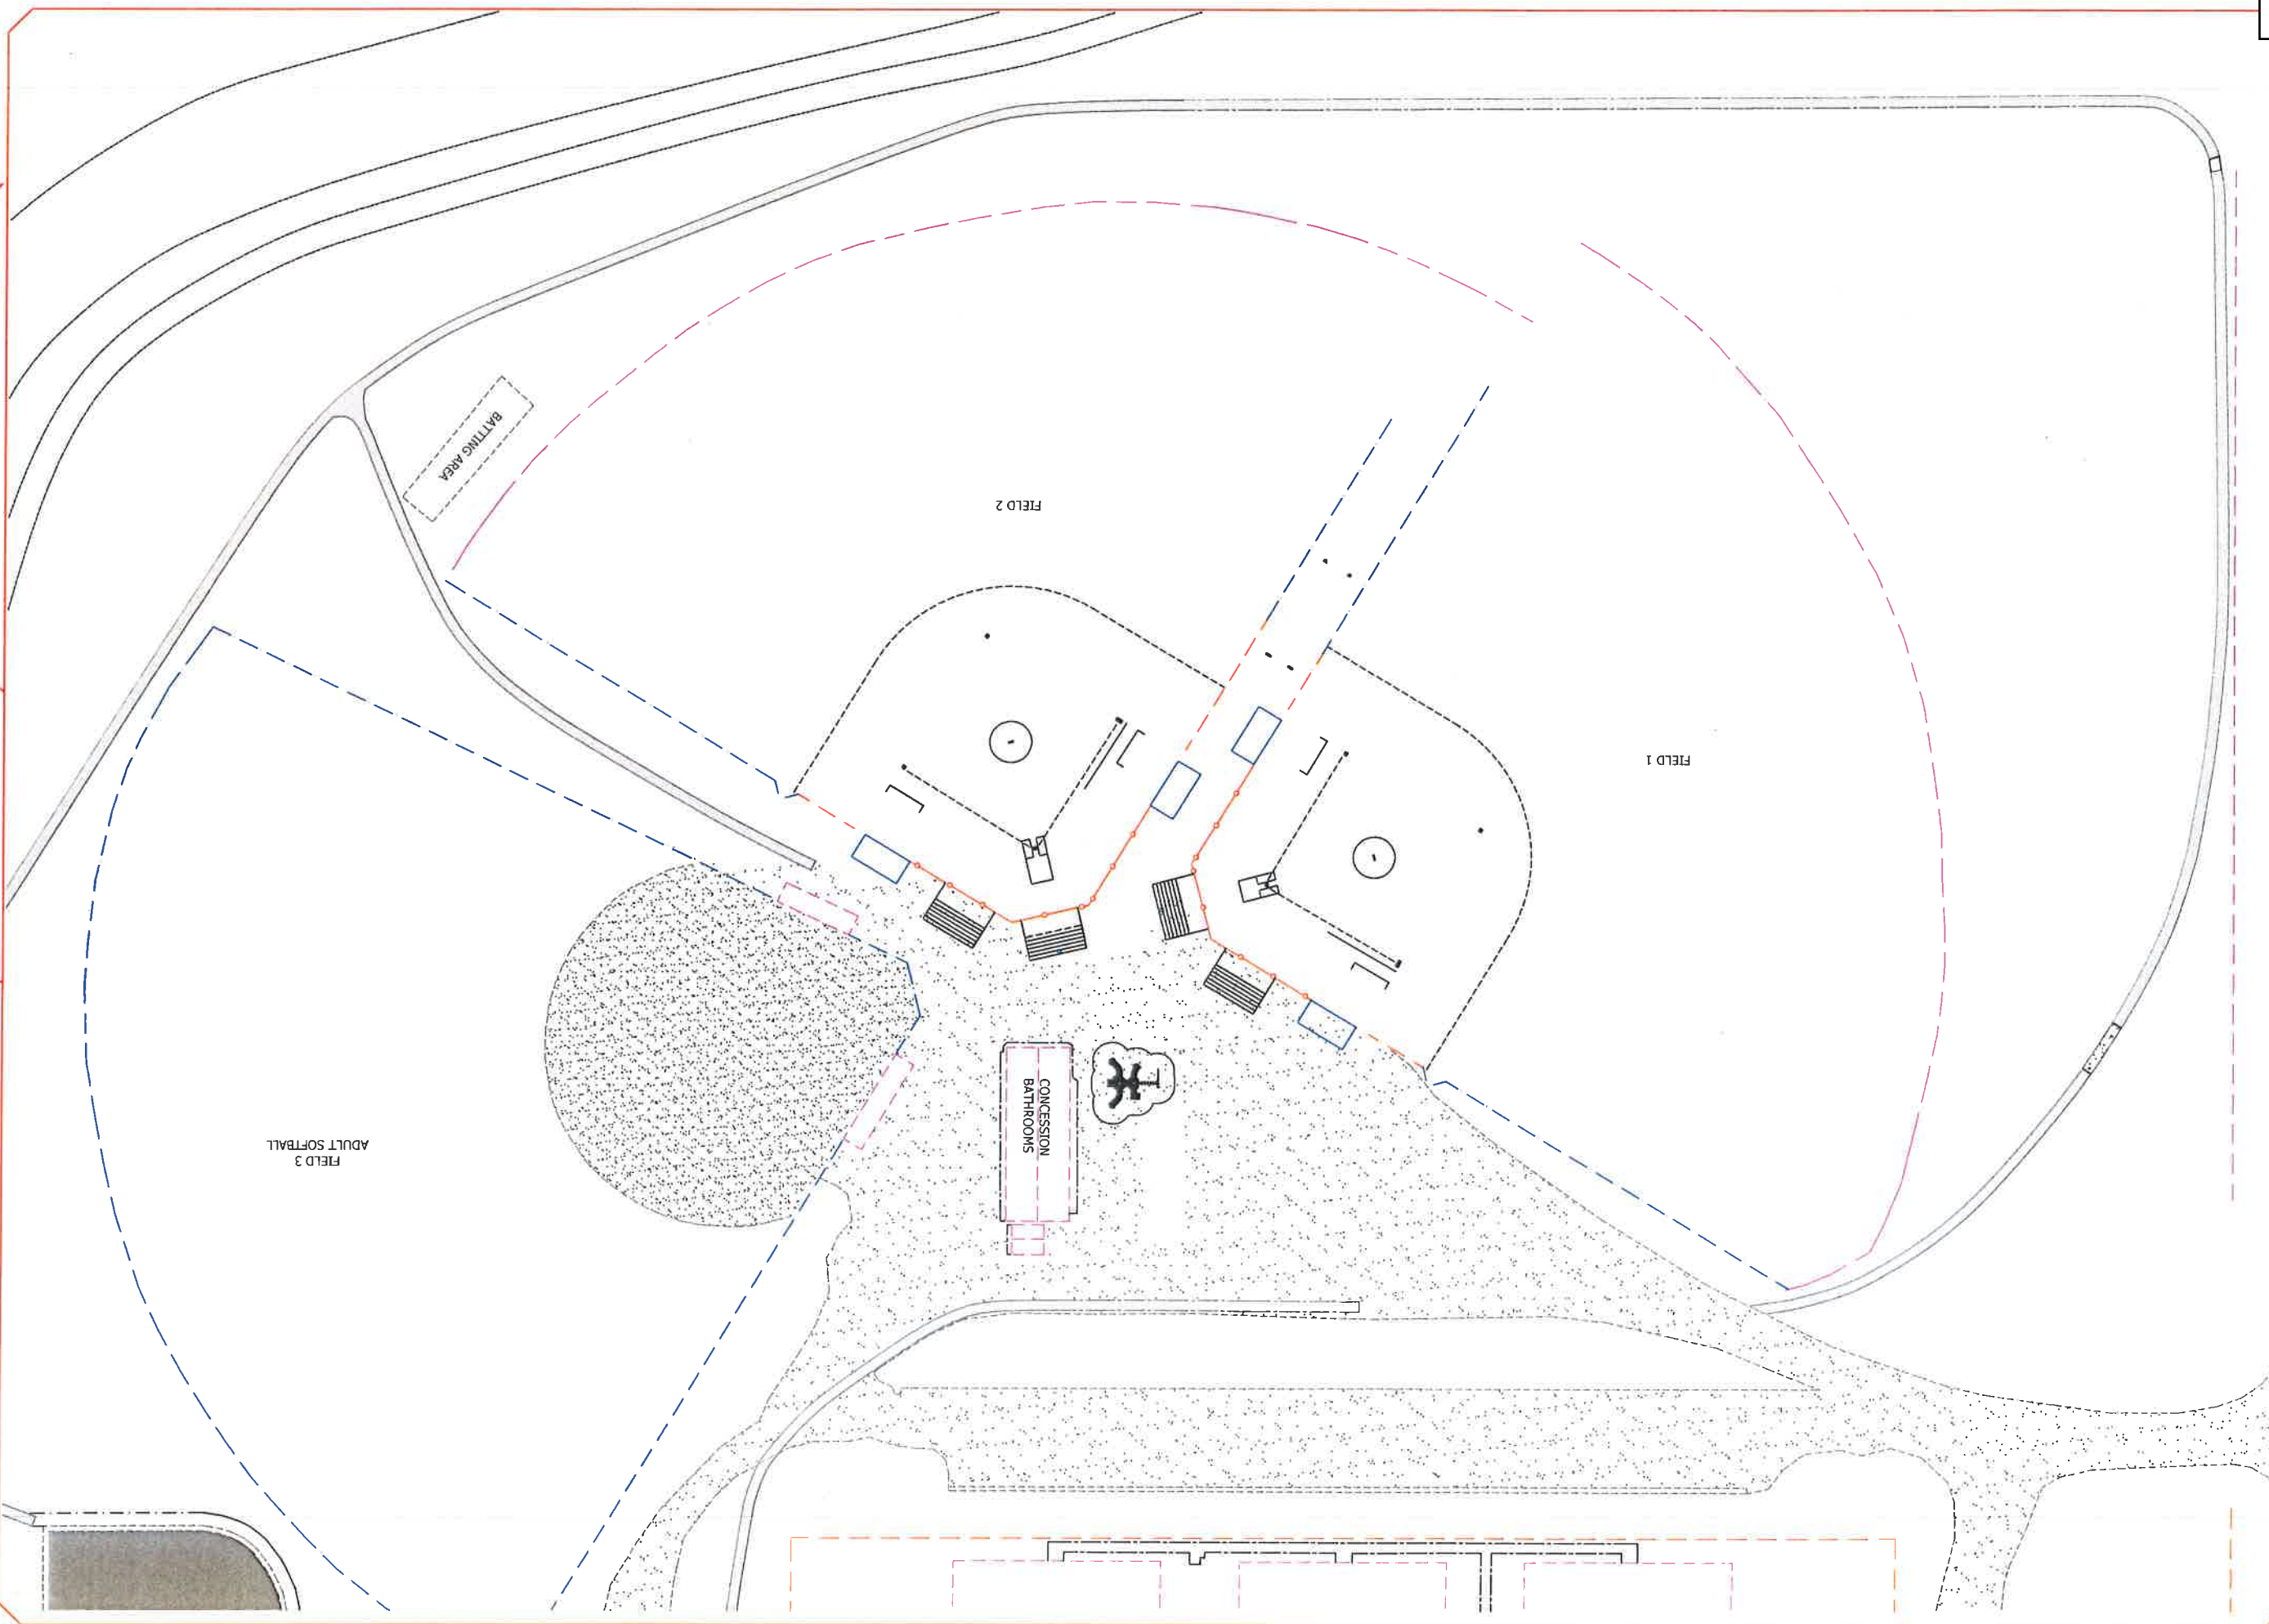 BATTING AREA
FIELD 2
FIELD 1
CONCESSION
BATHROOMS
FIELD 3
ADULT SOFTBALL